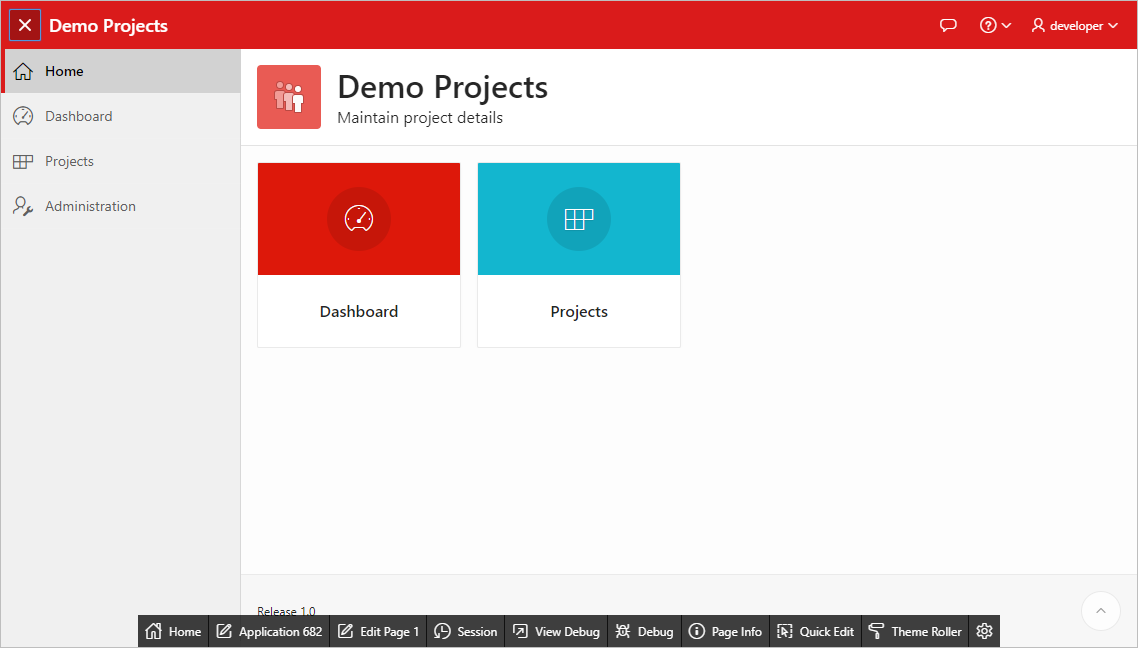 Demo Projects
developer
Home
Dashboard
Projects
Administration
Demo Projects
Maintain project details
Dashboard
Projects
Release 1.0
Home
Application 682
Edit Page 1
Session
View Debug
Debug
Page Info
Quick Edit
Theme Roller